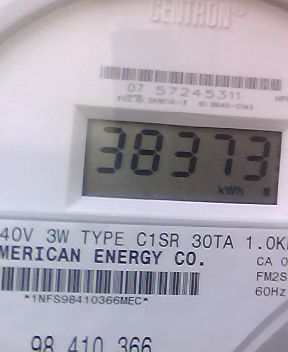 CENTRON®
07 57245311
38373
kWh
40V 3W TYPE C1SR 30TA 1.0K
MERICAN ENERGY CO.
CA 0
FM2S
60Hz
*1NFS98410366MEC*
98 410 366